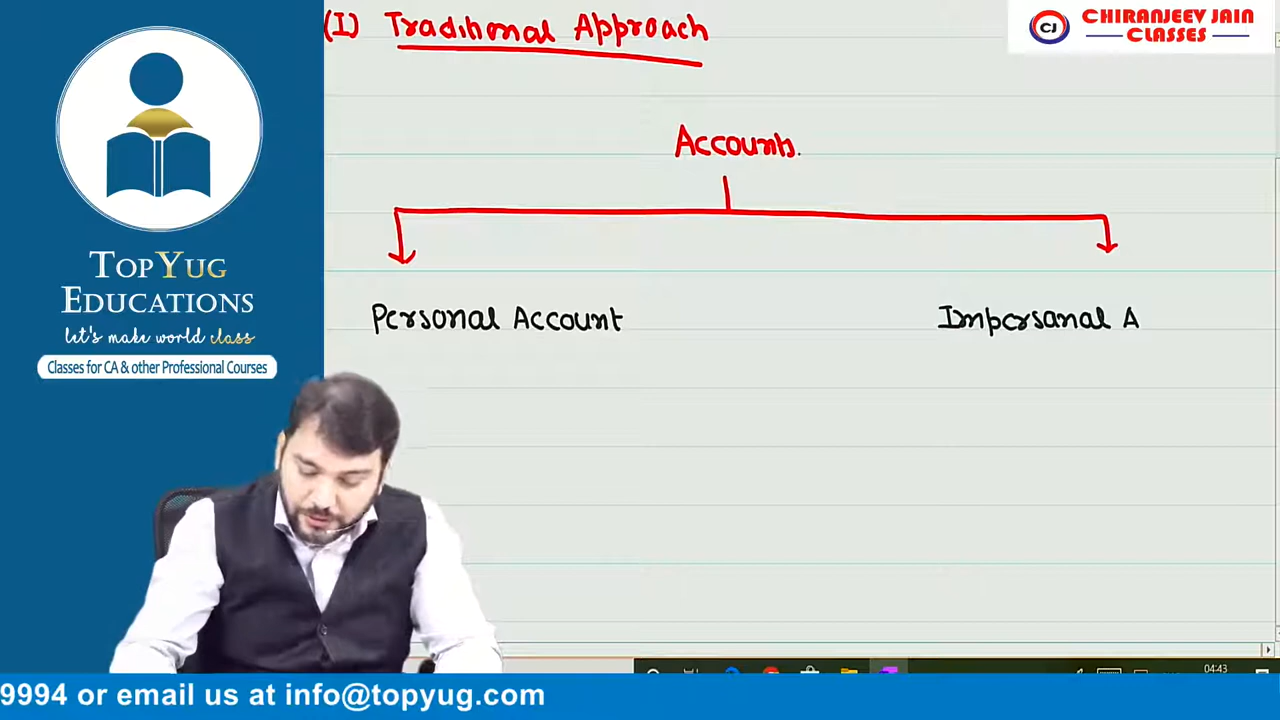 (I) Traditional Approach
CJ
CHIRANJEEV JAIN
CLASSES
Accounts.
Personal Account
Impersonal A
TOPYUG
EDUCATIONS
let's make world class
Classes for CA & other Professional Courses
04:43
9994 or email us at info@topyug.com